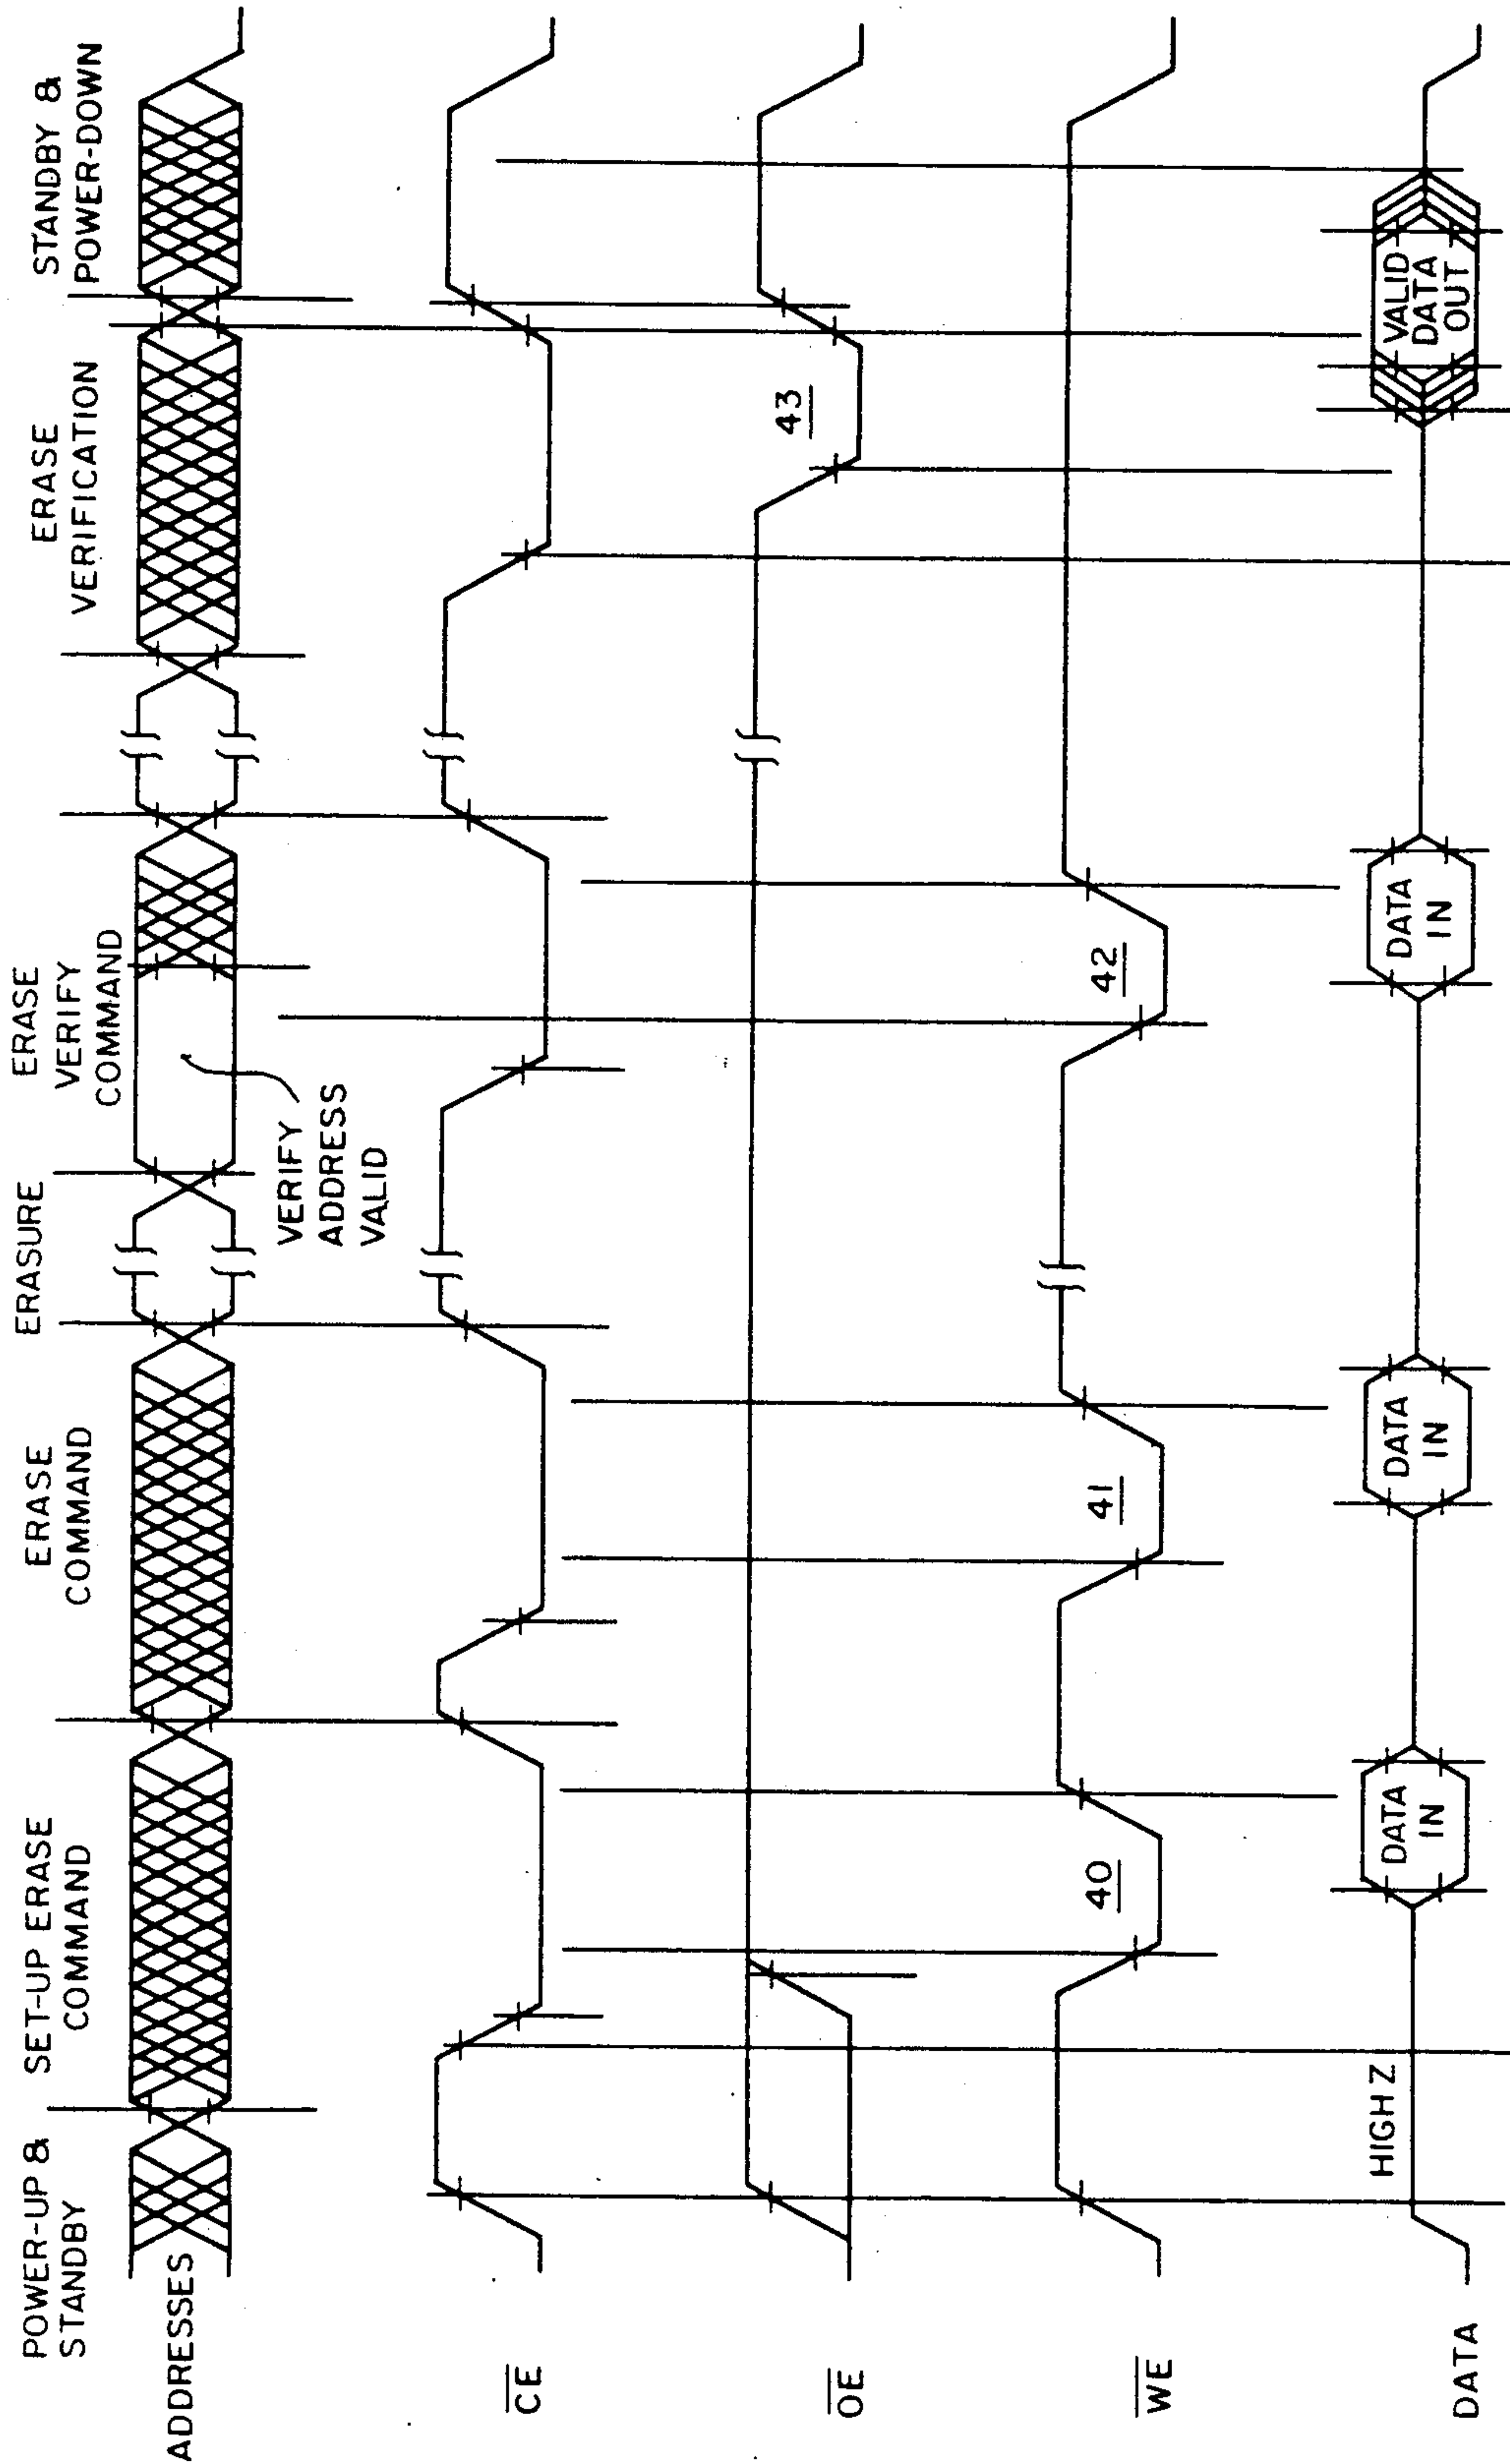 POWER-UP &
STANDBY
SET-UP ERASE
COMMAND
ERASE
COMMAND
ERASURE
ERASE
VERIFY
COMMAND
ERASE
VERIFICATION
STANDBY &
POWER-DOWN
ADDRESSES
VERIFY
ADDRESS
VALID
CE
OE
43
WE
40
41
42
DATA
HIGH Z
DATA
IN
DATA
IN
DATA
IN
VALID
DATA
OUT